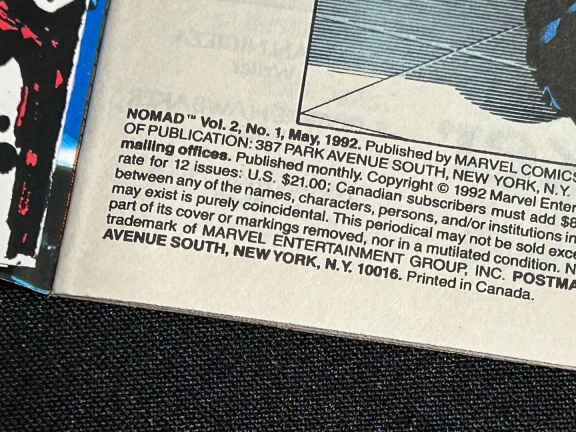 NOMAD™ Vol. 2, No. 1, May, 1992. Published by MARVEL COMICS
OF PUBLICATION: 387 PARK AVENUE SOUTH, NEW YORK, N.Y.
mailing offices. Published monthly. Copyright © 1992 Marvel Enter
rate for 12 issues: U.S. $21.00; Canadian subscribers must add $8
between any of the names, characters, persons, and/or institutions in
may exist is purely coincidental. This periodical may not be sold exce
part of its cover or markings removed, nor in a mutilated condition. N
trademark of MARVEL ENTERTAINMENT GROUP, INC. POSTMA
AVENUE SOUTH, NEW YORK, N.Y. 10016. Printed in Canada.